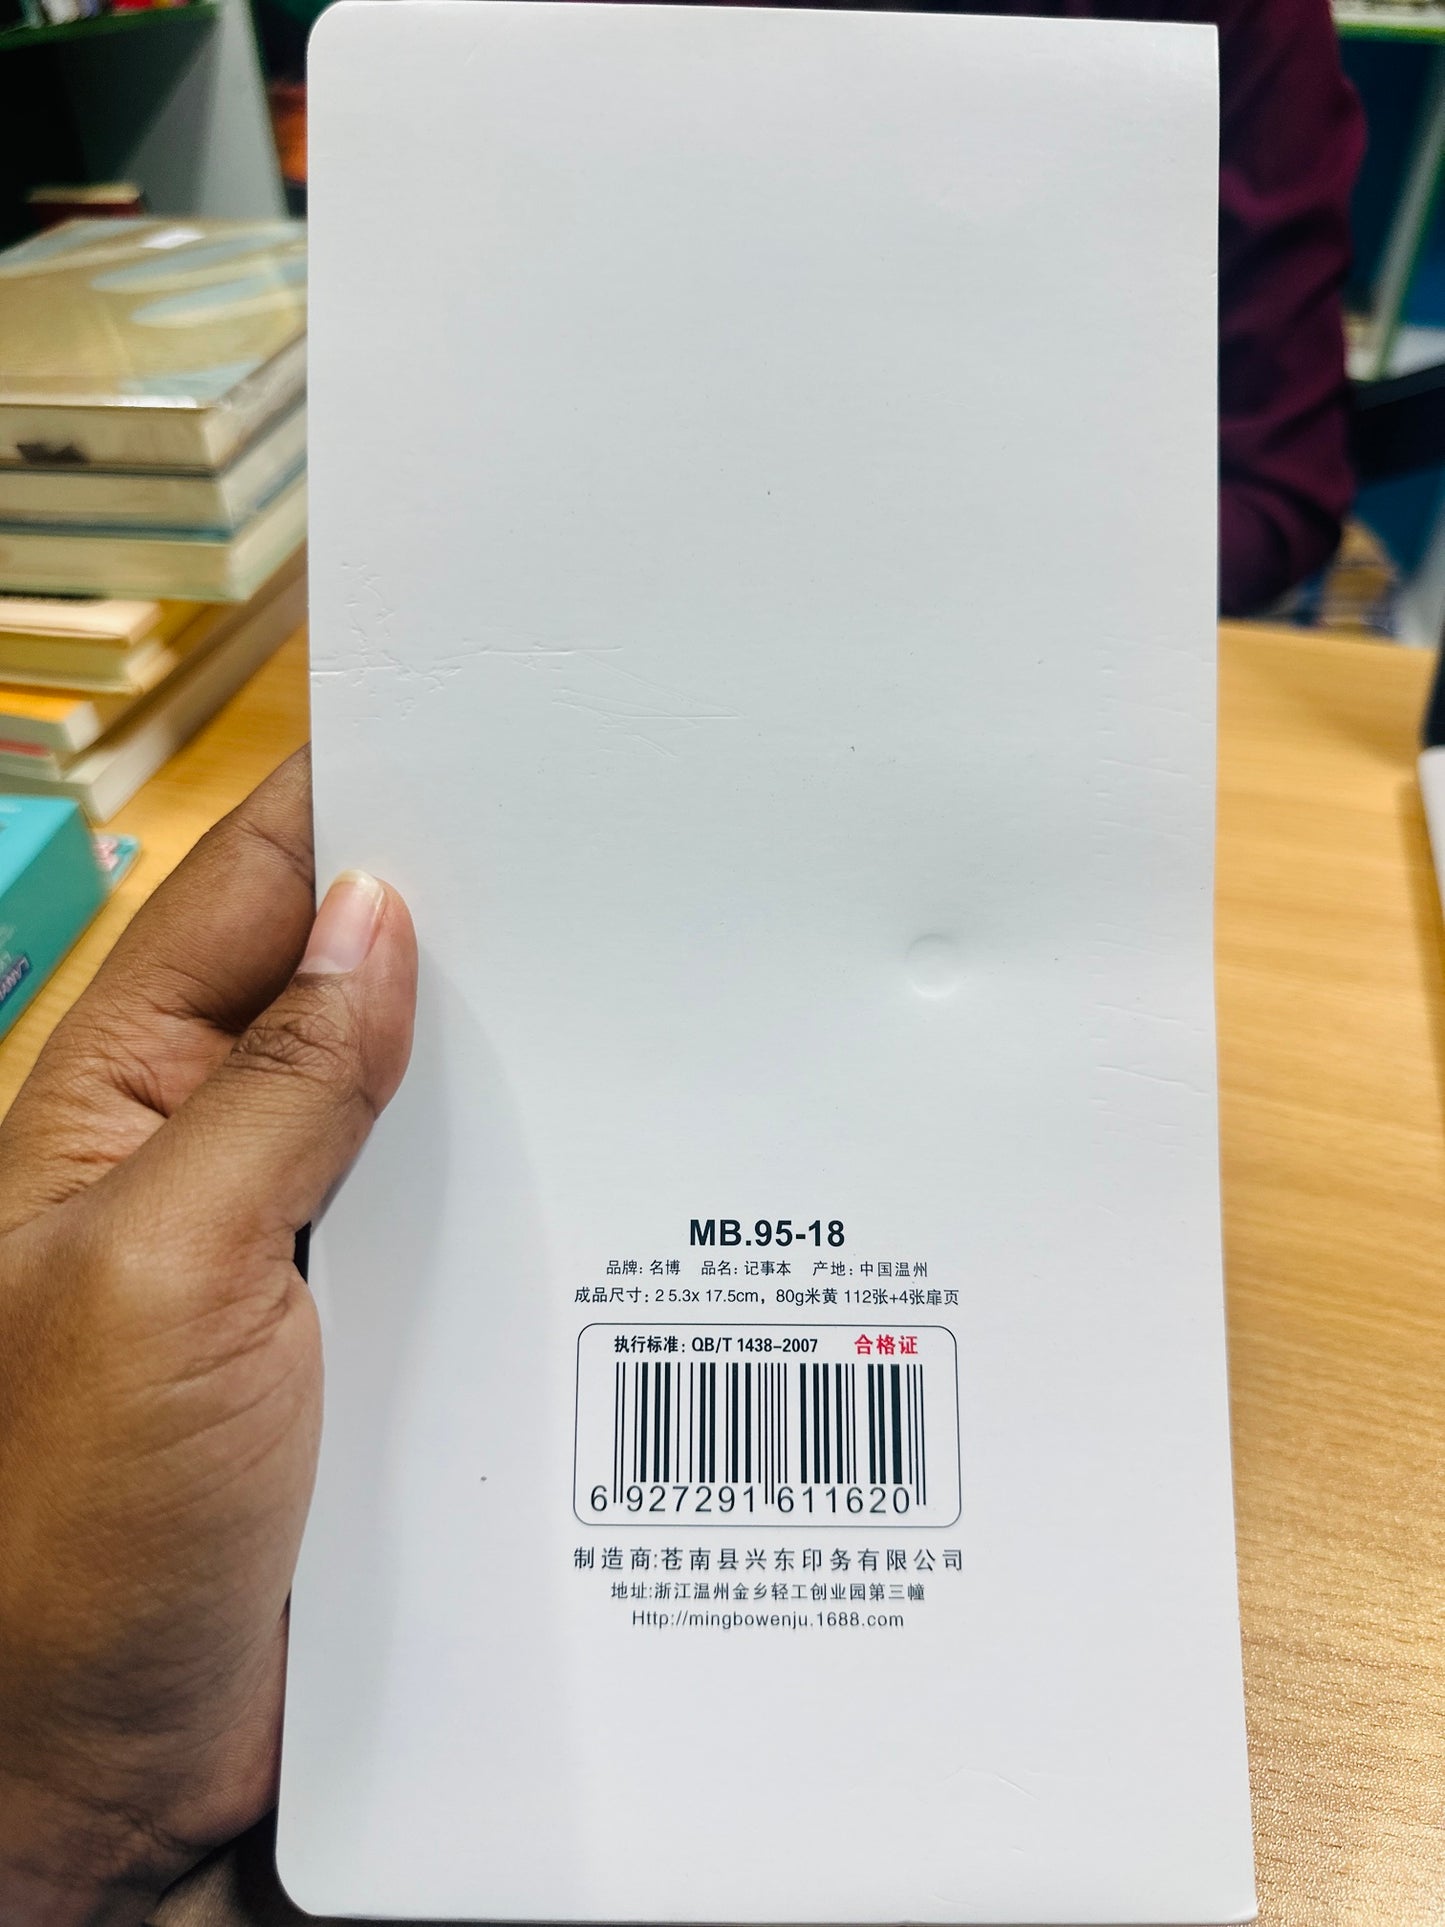 MB.95-18
品牌: 名博 品名: 记事本 产地: 中国温州
成品尺寸: 2 5.3x 17.5cm, 80g米黄 112张+4张扉页
执行标准: QB/T 1438-2007 合格证
6 927291 611620
制造商:苍南县兴东印务有限公司
地址:浙江温州金乡轻工创业园第三幢
Http://mingbowenju.1688.com